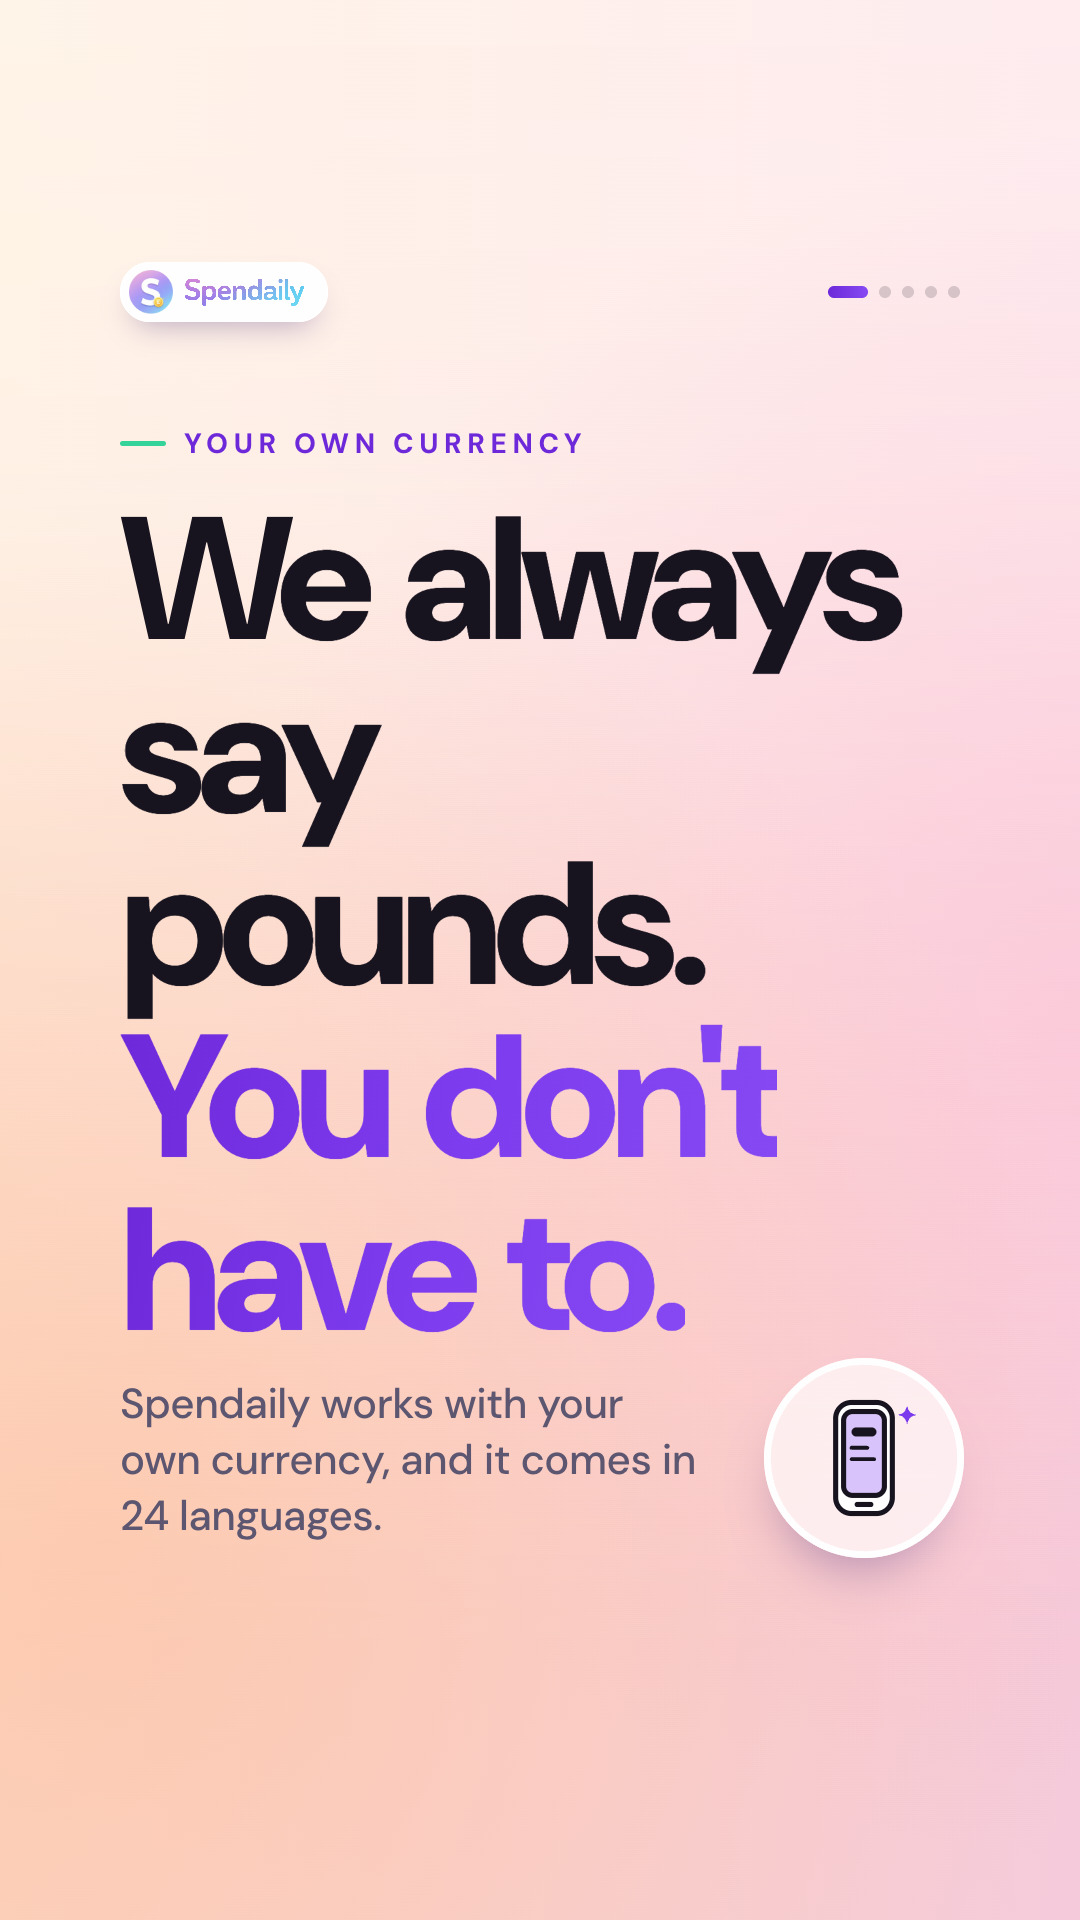 Spendaily
YOUR OWN CURRENCY
We always
say
pounds.
You don't
have to.
Spendaily works with your
own currency, and it comes in
24 languages.